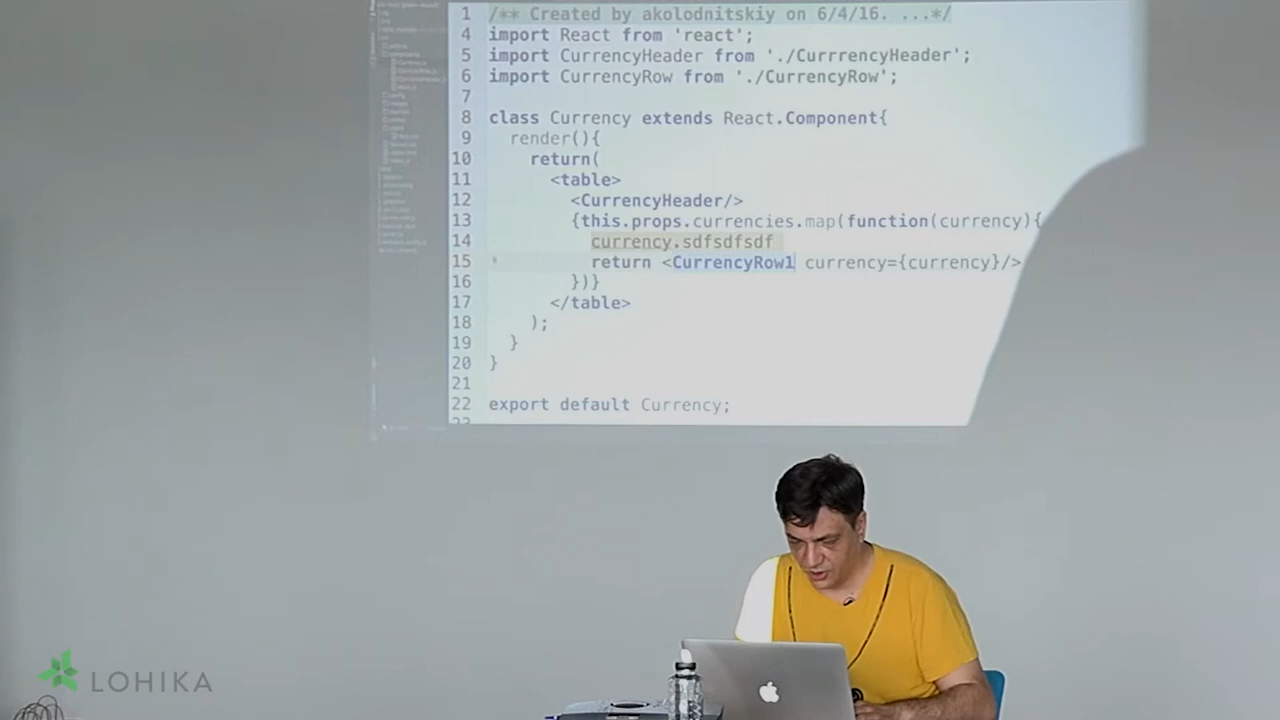 1 /** Created by akolodnitskiy on 6/4/16. ...*/
4 import React from 'react';
5 import CurrencyHeader from './CurrrencyHeader';
6 import CurrencyRow from './CurrencyRow';
7
8 class Currency extends React.Component{
9 render(){
10 return(
11 <table>
12 <CurrencyHeader/>
13 {this.props.currencies.map(function(currency){
14 currency.sdfsdfsdf
15 return <CurrencyRow1 currency={currency}/>
16 })}
17 </table>
18 );
19 }
20 }
21
22 export default Currency;
LOHIKA